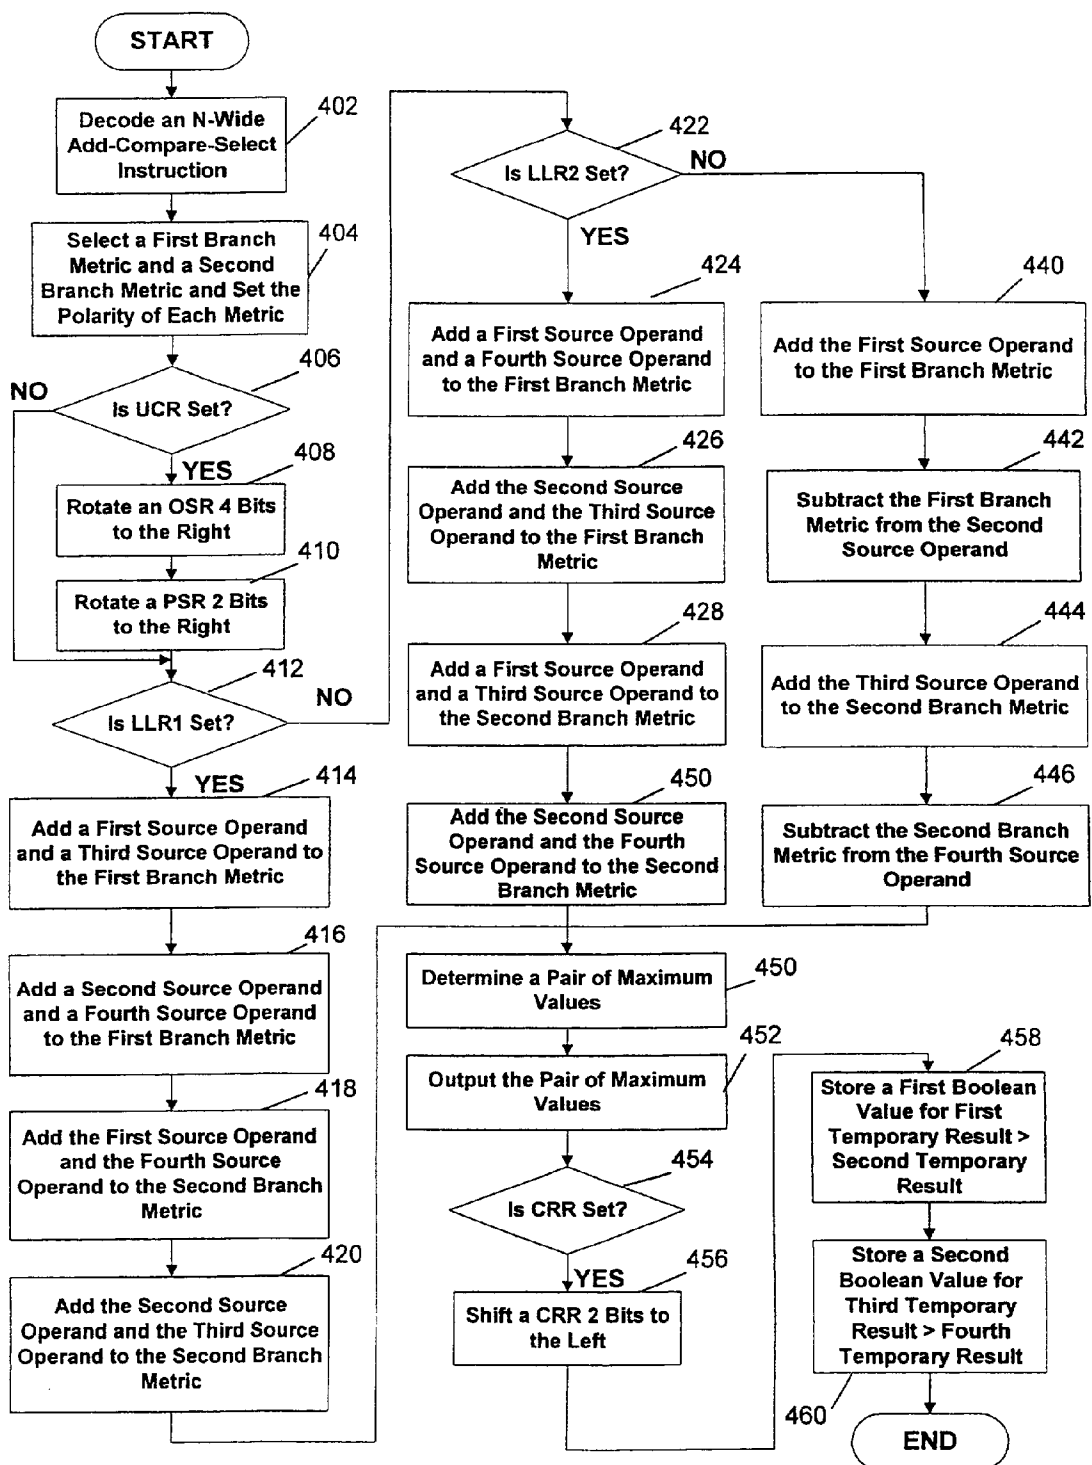 START
402
Decode an N-Wide
Add-Compare-Select
Instruction
404
Select a First Branch
Metric and a Second
Branch Metric and Set the
Polarity of Each Metric
406
NO
Is UCR Set?
YES
408
Rotate an OSR 4 Bits
to the Right
410
Rotate a PSR 2 Bits
to the Right
412
NO
Is LLR1 Set?
YES
414
Add a First Source Operand
and a Third Source Operand to
the First Branch Metric
416
Add a Second Source Operand
and a Fourth Source Operand
to the First Branch Metric
418
Add the First Source Operand
and the Fourth Source
Operand to the Second Branch
Metric
420
Add the Second Source
Operand and the Third Source
Operand to the Second Branch
Metric
422
Is LLR2 Set?
NO
YES
424
Add a First Source Operand
and a Fourth Source Operand
to the First Branch Metric
426
Add the Second Source
Operand and the Third Source
Operand to the First Branch
Metric
428
Add a First Source Operand
and a Third Source Operand to
the Second Branch Metric
450
Add the Second Source
Operand and the Fourth
Source Operand to the Second
Branch Metric
440
Add the First Source Operand
to the First Branch Metric
442
Subtract the First Branch
Metric from the Second
Source Operand
444
Add the Third Source Operand
to the Second Branch Metric
446
Subtract the Second Branch
Metric from the Fourth Source
Operand
450
Determine a Pair of Maximum
Values
452
Output the Pair of Maximum
Values
454
Is CRR Set?
YES
456
Shift a CRR 2 Bits to
the Left
458
Store a First Boolean
Value for First
Temporary Result >
Second Temporary
Result
Store a Second
Boolean Value for
Third Temporary
Result > Fourth
Temporary Result
460
END